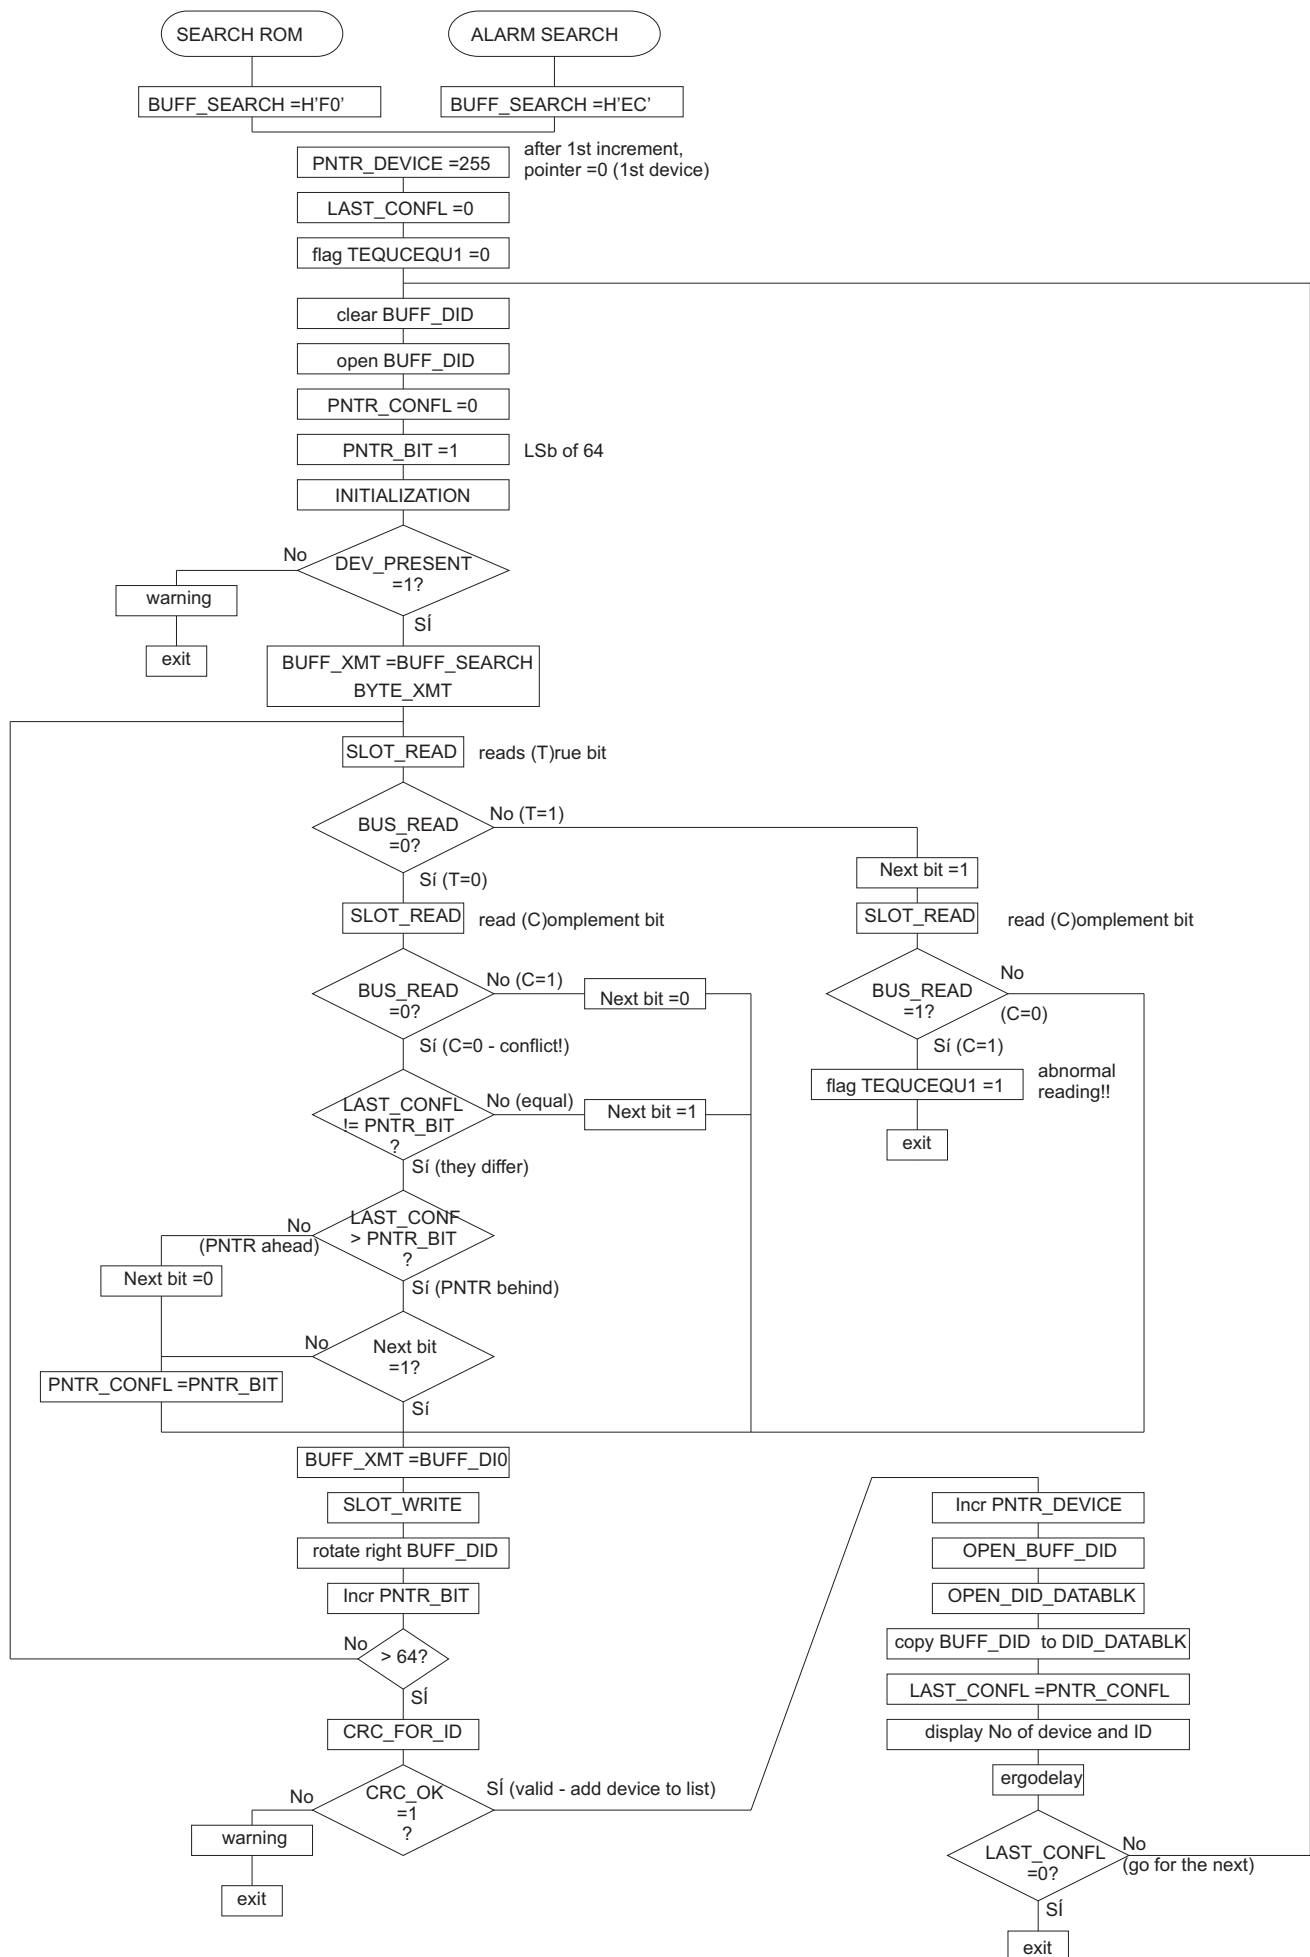 SEARCH ROM
ALARM SEARCH
BUFF_SEARCH =H'F0'
BUFF_SEARCH =H'EC'
PNTR_DEVICE =255
after 1st increment,
pointer =0 (1st device)
LAST_CONFL =0
flag TEQUCEQU1 =0
clear BUFF_DID
open BUFF_DID
PNTR_CONFL =0
PNTR_BIT =1
LSb of 64
INITIALIZATION
No
DEV_PRESENT
=1?
warning
SÍ
exit
BUFF_XMT =BUFF_SEARCH
BYTE_XMT
SLOT_READ
reads (T)rue bit
No (T=1)
BUS_READ
=0?
Sí (T=0)
Next bit =1
SLOT_READ
read (C)omplement bit
SLOT_READ
read (C)omplement bit
No (C=1)
BUS_READ
=0?
Next bit =0
No
(C=0)
BUS_READ
=1?
Sí (C=0 - conflict!)
Sí (C=1)
flag TEQUCEQU1 =1
abnormal
reading!!
exit
LAST_CONFL
!= PNTR_BIT
?
No (equal)
Next bit =1
Sí (they differ)
LAST_CONF
> PNTR_BIT
?
No
(PNTR ahead)
Next bit =0
Sí (PNTR behind)
No
Next bit
=1?
PNTR_CONFL =PNTR_BIT
Sí
BUFF_XMT =BUFF_DI0
SLOT_WRITE
rotate right BUFF_DID
Incr PNTR_BIT
No
> 64?
SÍ
CRC_FOR_ID
No
CRC_OK
=1
?
SÍ (valid - add device to list)
warning
exit
Incr PNTR_DEVICE
OPEN_BUFF_DID
OPEN_DID_DATABLK
copy BUFF_DID to DID_DATABLK
LAST_CONFL =PNTR_CONFL
display No of device and ID
ergodelay
LAST_CONFL
=0?
No
(go for the next)
SÍ
exit